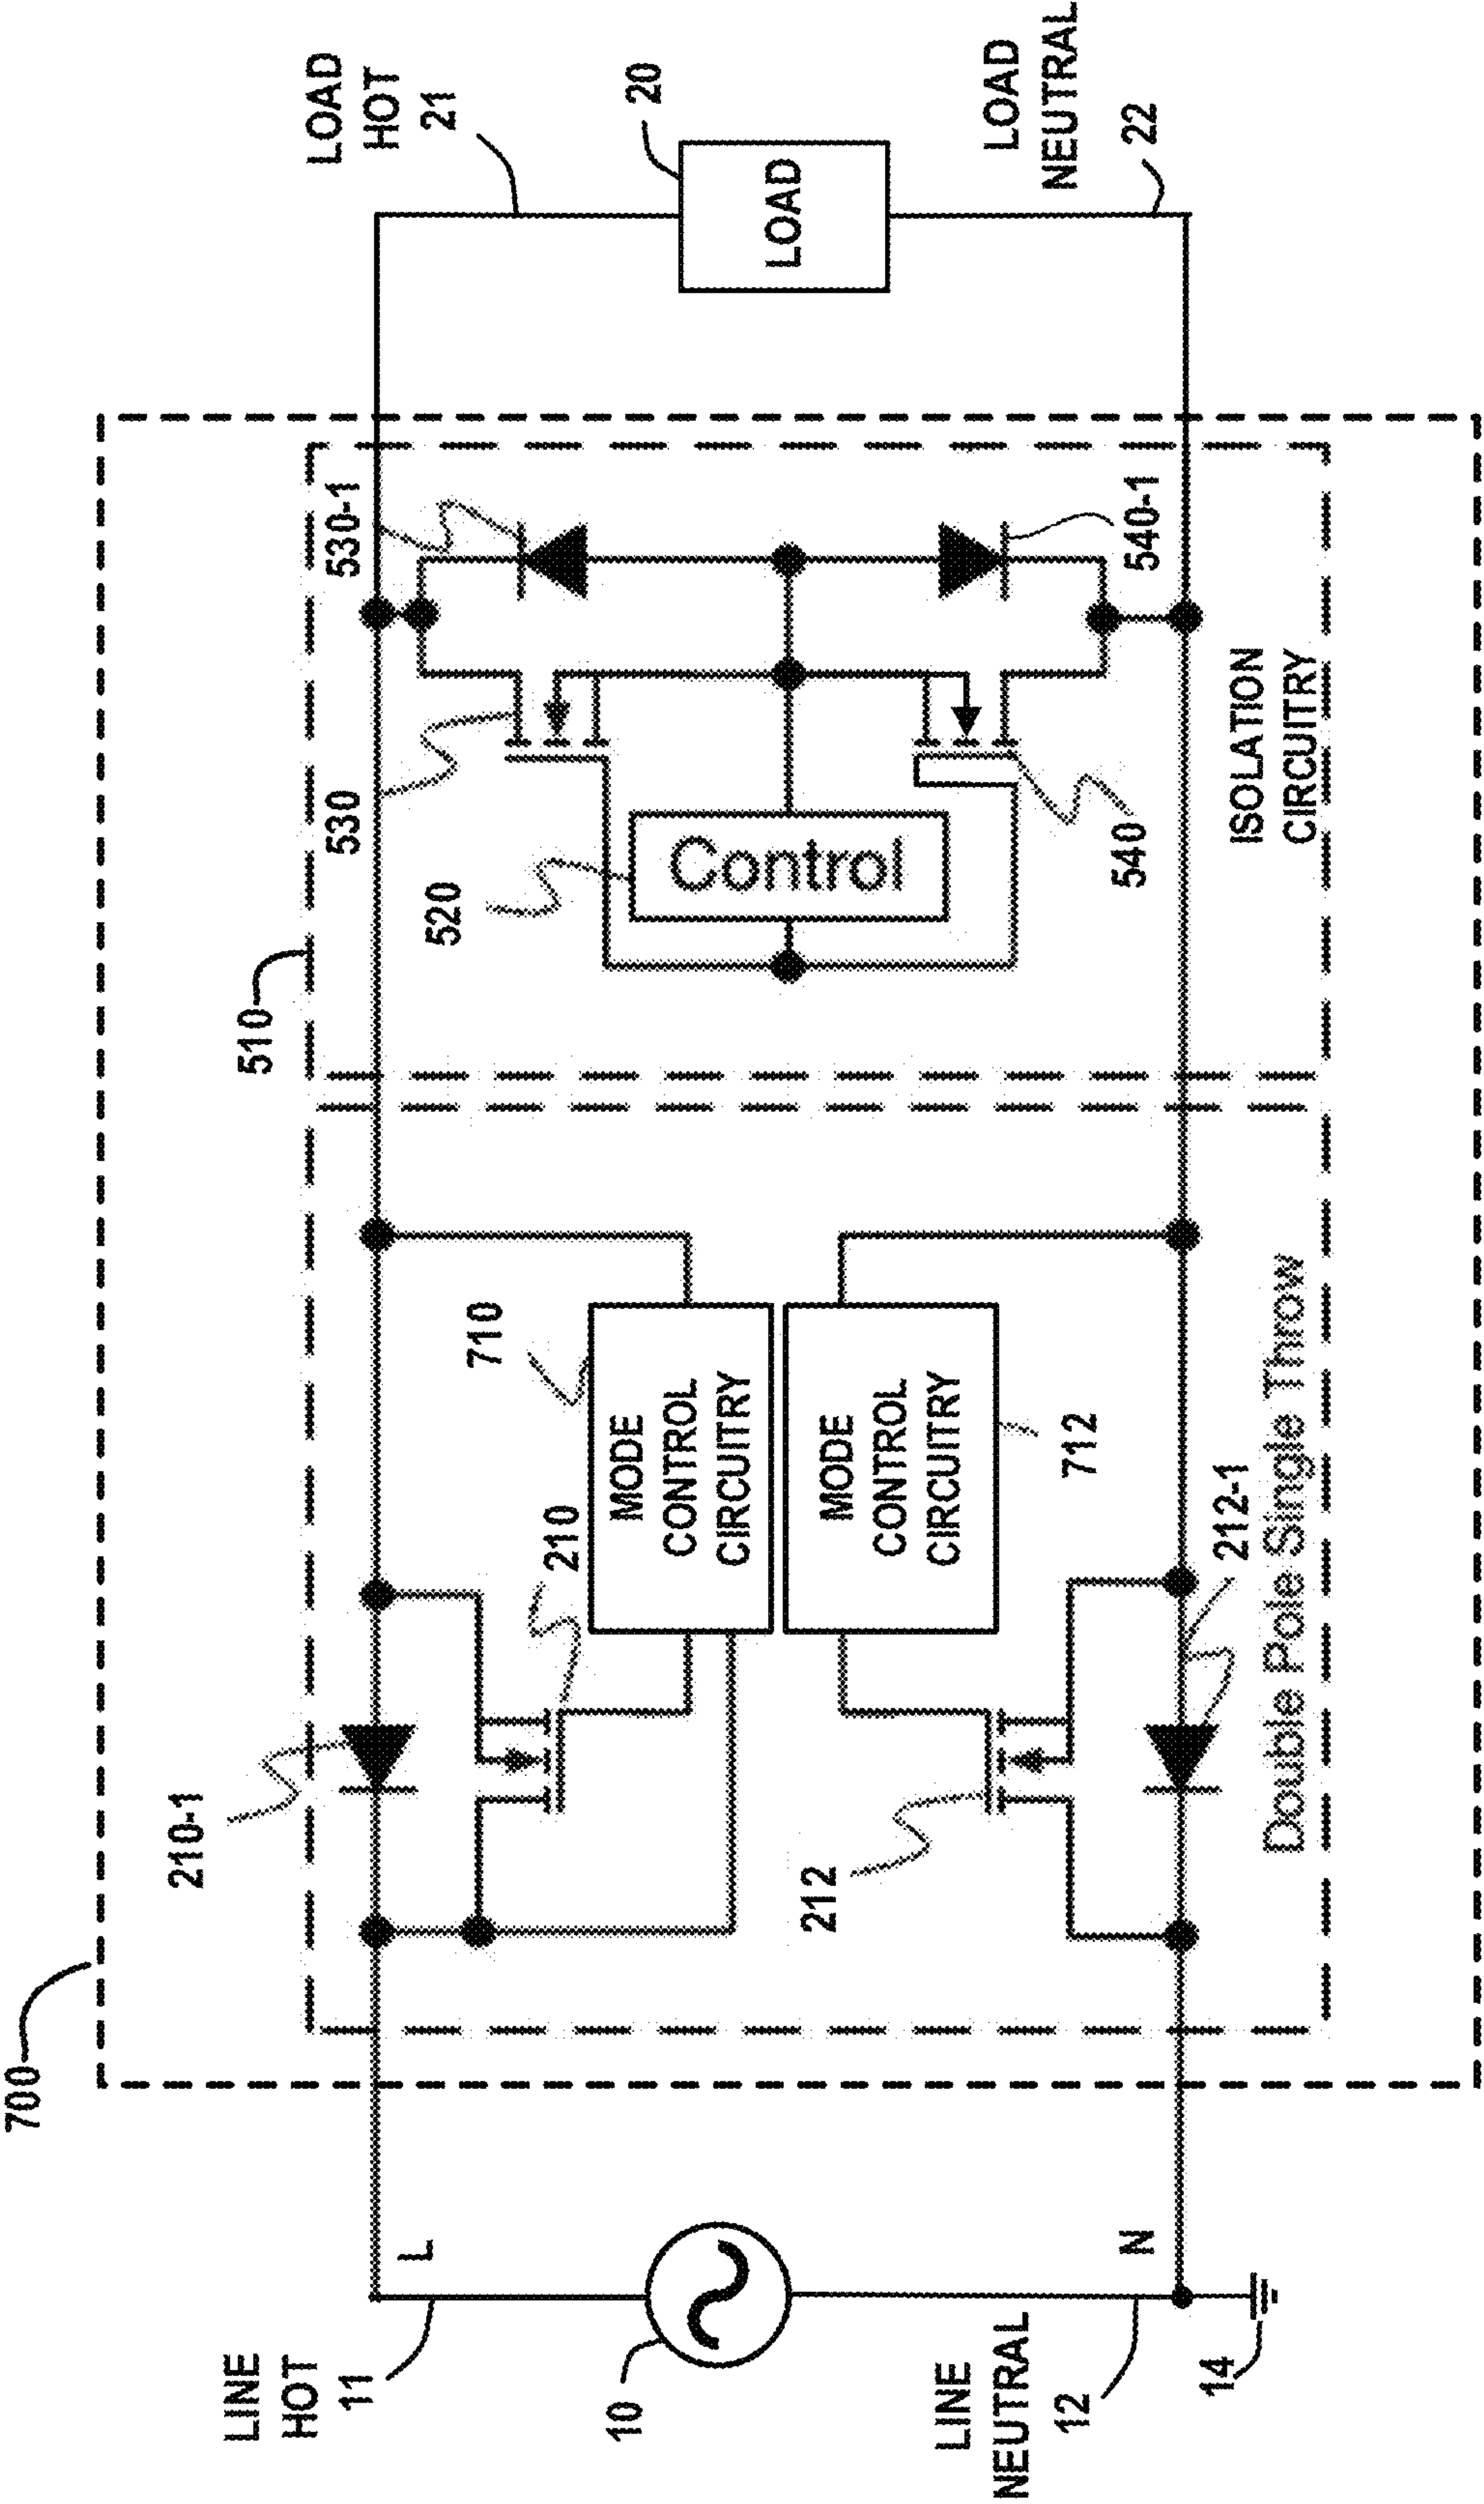 700
LINE
HOT
11
L
10
LINE
NEUTRAL
12
N
14
210-1
210
710
MODE
CONTROL
CIRCUITRY
MODE
CONTROL
CIRCUITRY
712
212
212-1
Double Pole Single Throw
510
520
Control
530
530-1
540
540-1
ISOLATION
CIRCUITRY
LOAD
HOT
21
20
LOAD
LOAD
NEUTRAL
22